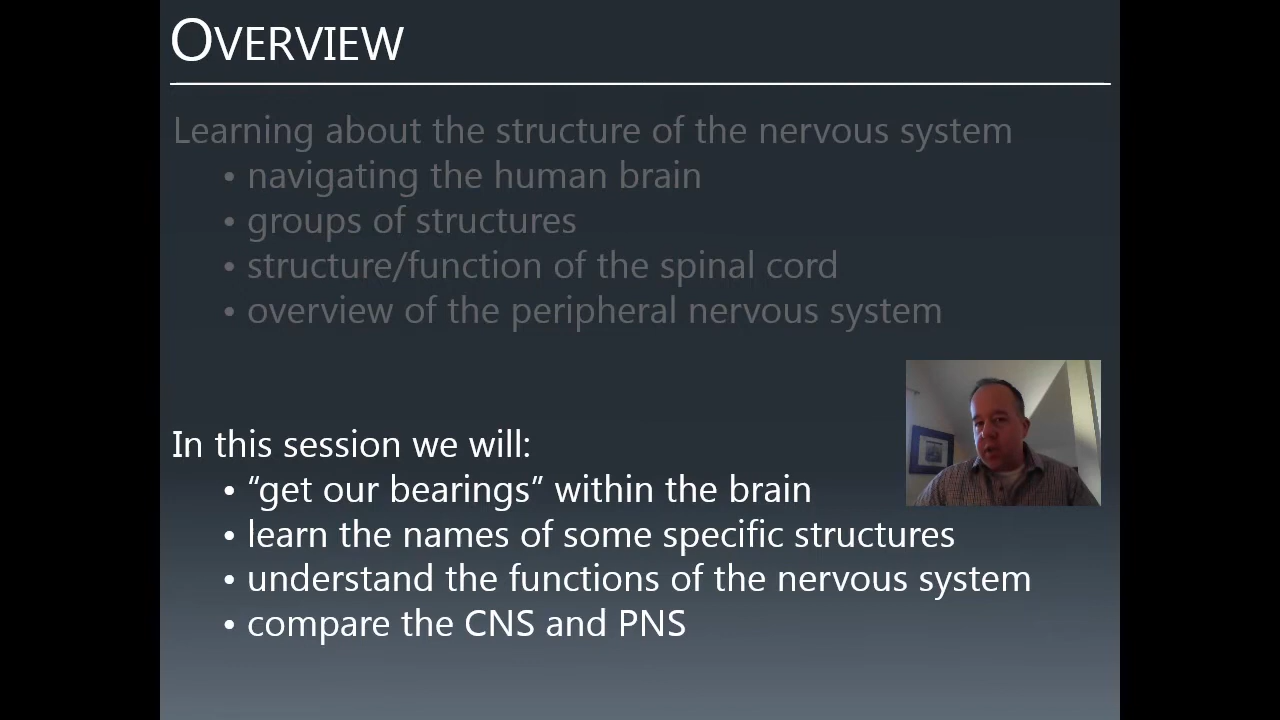 OVERVIEW
Learning about the structure of the nervous system
• navigating the human brain
• groups of structures
• structure/function of the spinal cord
• overview of the peripheral nervous system
In this session we will:
• “get our bearings” within the brain
• learn the names of some specific structures
• understand the functions of the nervous system
• compare the CNS and PNS